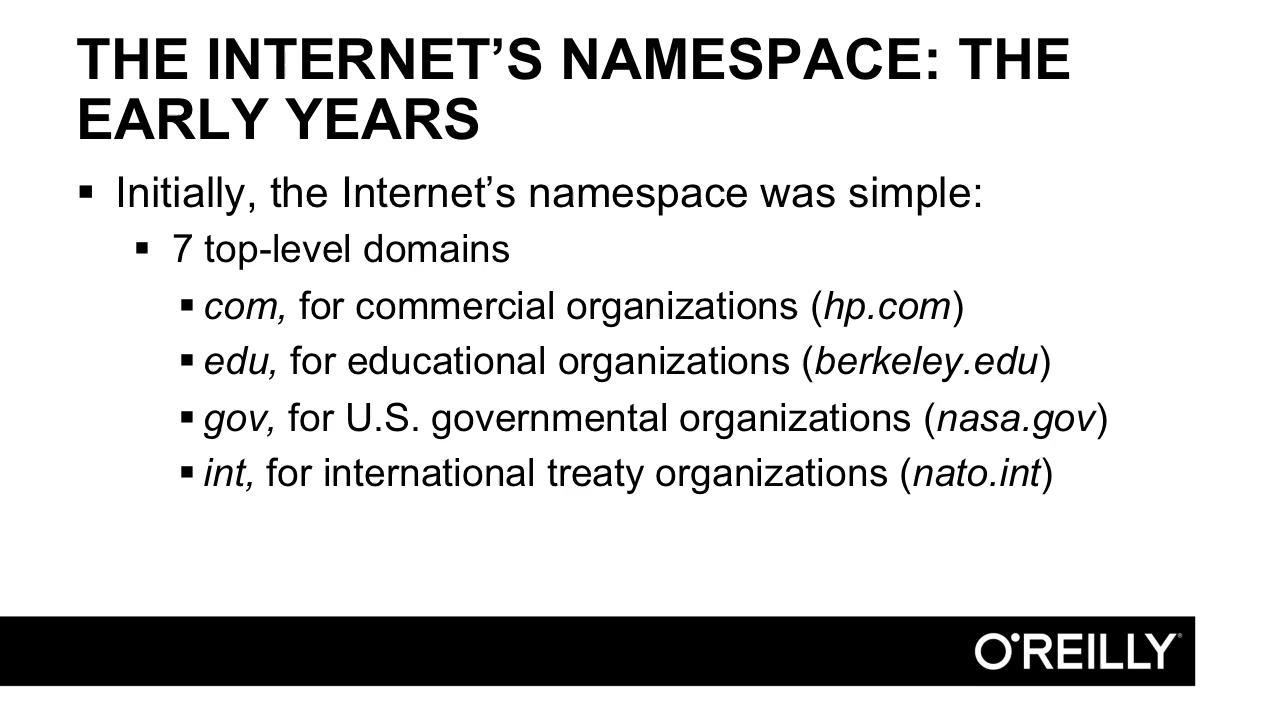 THE INTERNET’S NAMESPACE: THE
EARLY YEARS
▪ Initially, the Internet’s namespace was simple:
▪ 7 top-level domains
▪ com, for commercial organizations (hp.com)
▪ edu, for educational organizations (berkeley.edu)
▪ gov, for U.S. governmental organizations (nasa.gov)
▪ int, for international treaty organizations (nato.int)
O'REILLY®